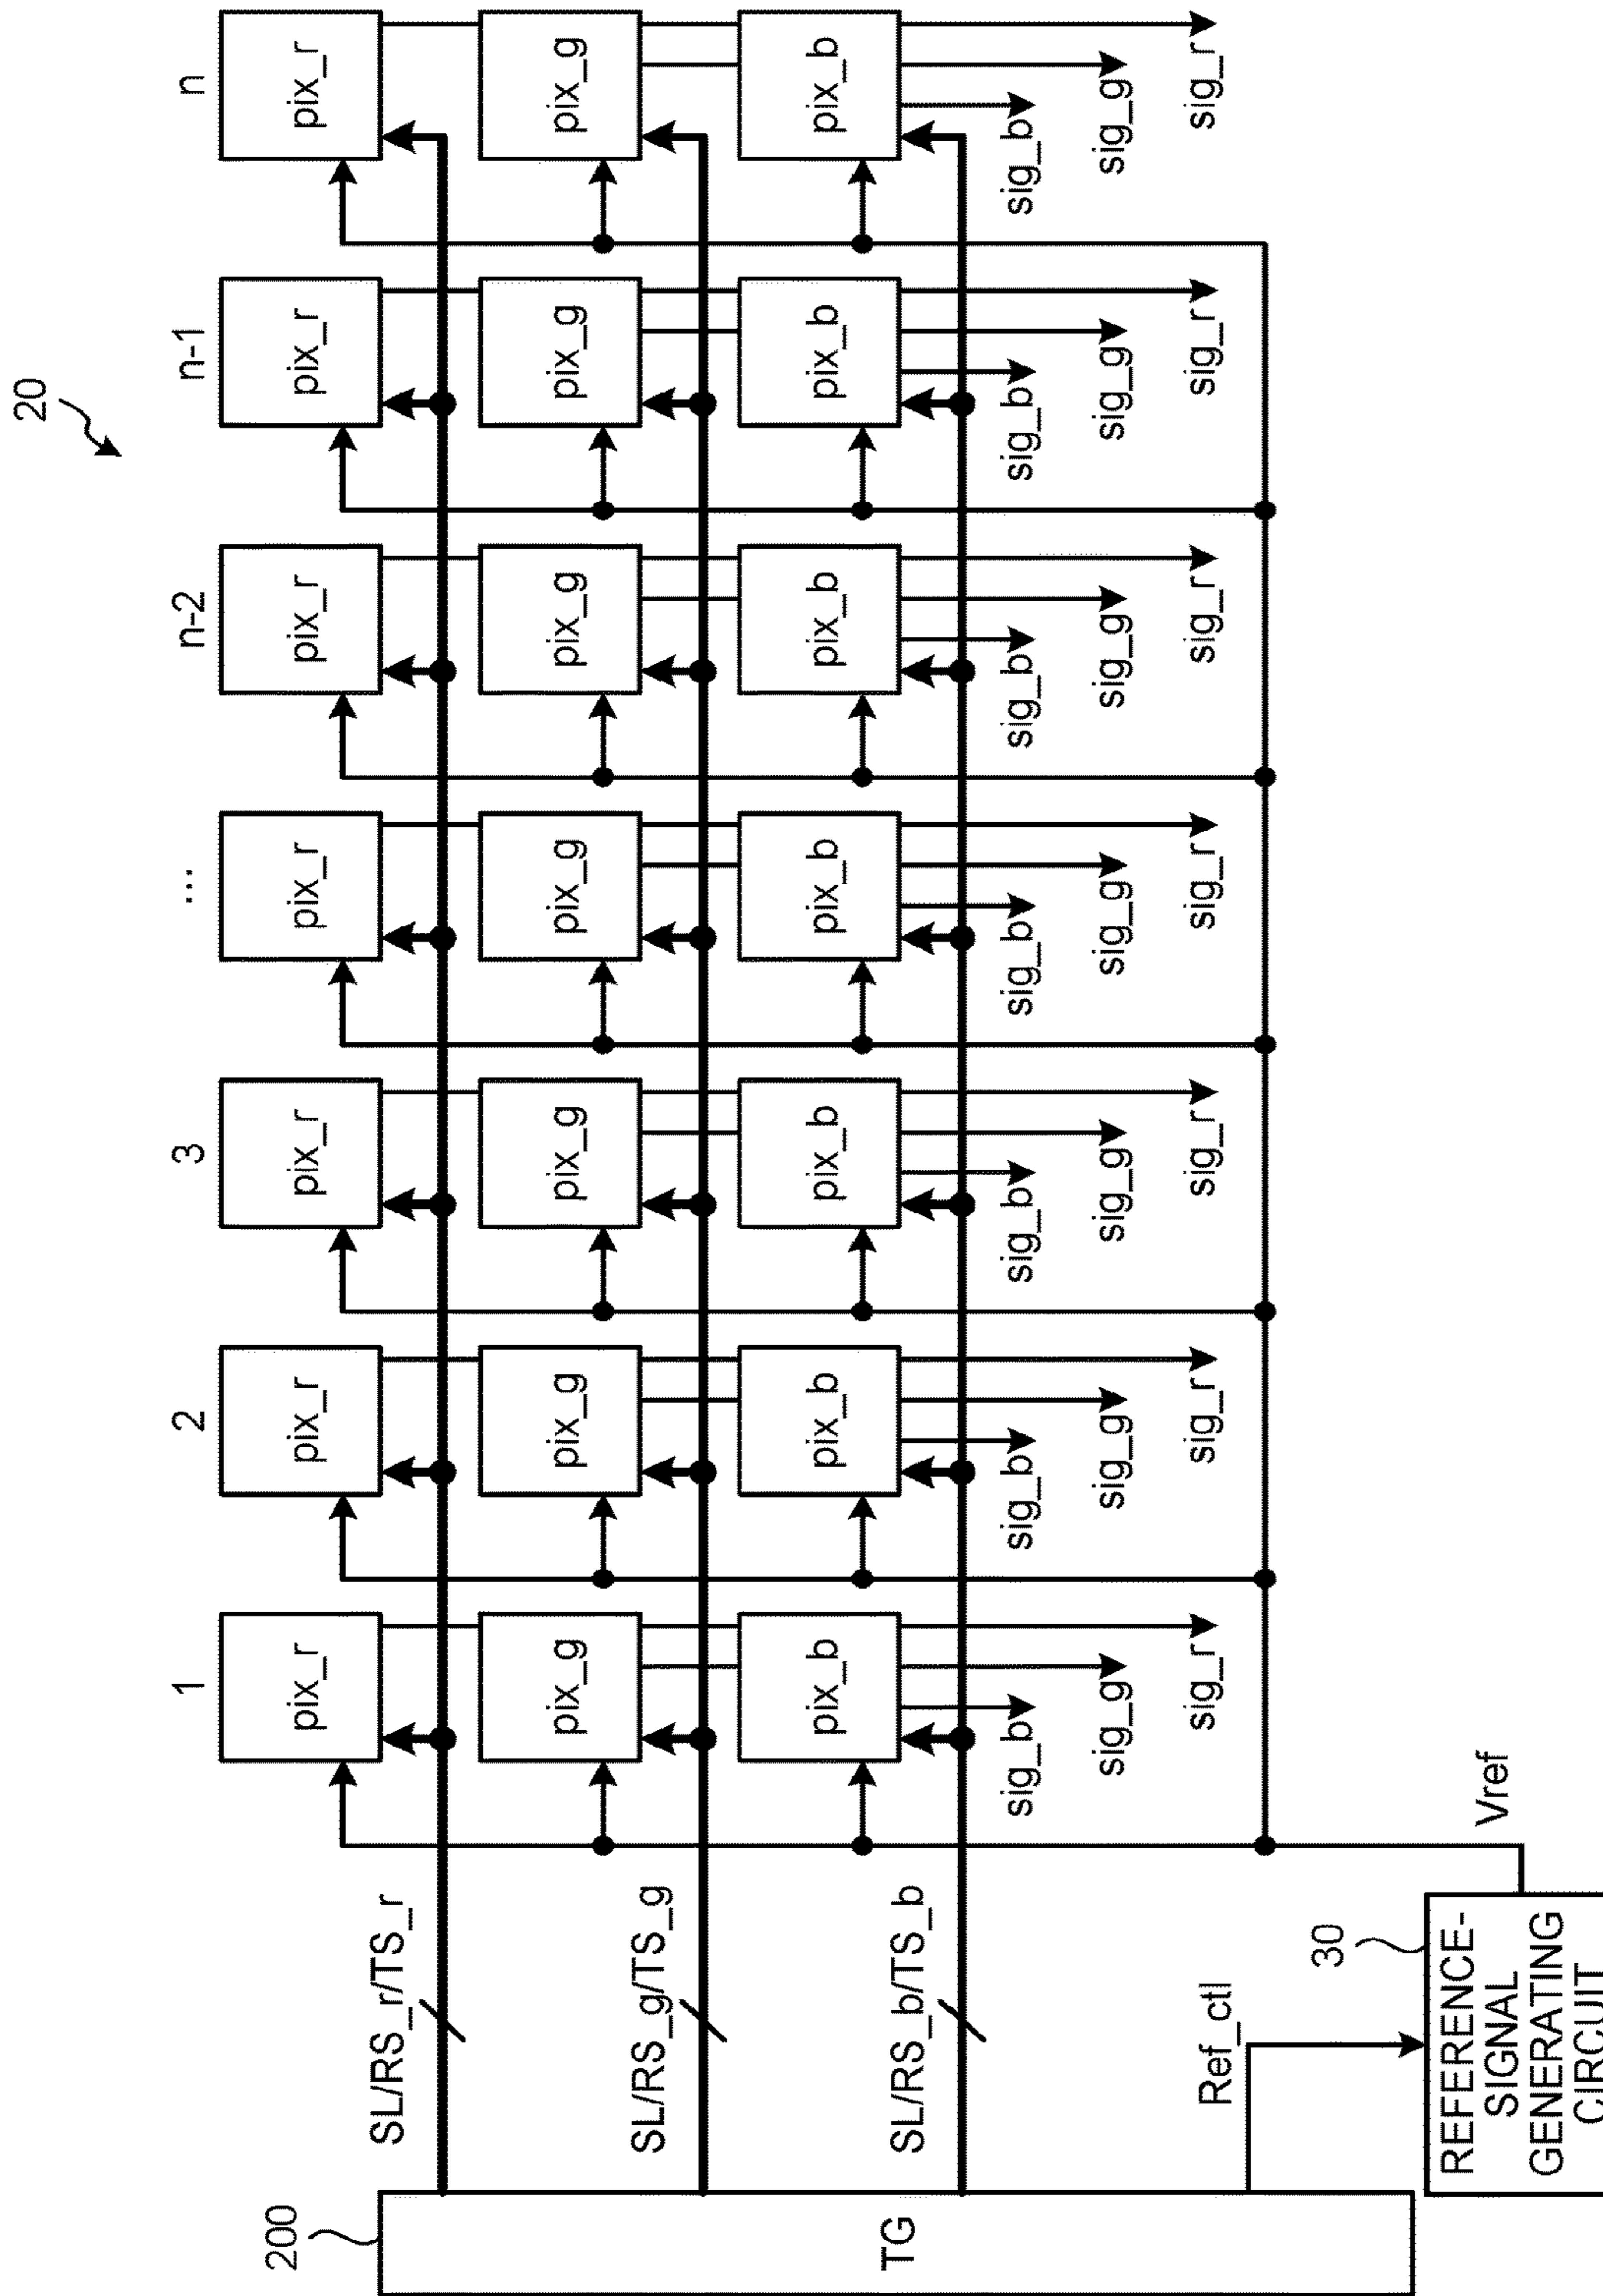 20
1
2
3
...
n-2
n-1
n
pix_r
pix_r
pix_r
pix_r
pix_r
pix_r
pix_r
SL/RS_r/TS_r
pix_g
pix_g
pix_g
pix_g
pix_g
pix_g
pix_g
SL/RS_g/TS_g
pix_b
pix_b
pix_b
pix_b
pix_b
pix_b
pix_b
SL/RS_b/TS_b
sig_b
sig_b
sig_b
sig_b
sig_b
sig_b
sig_b
sig_g
sig_g
sig_g
sig_g
sig_g
sig_g
sig_g
sig_r
sig_r
sig_r
sig_r
sig_r
sig_r
sig_r
200
TG
Ref_ctl
30
Vref
REFERENCE-
SIGNAL
GENERATING
CIRCUIT